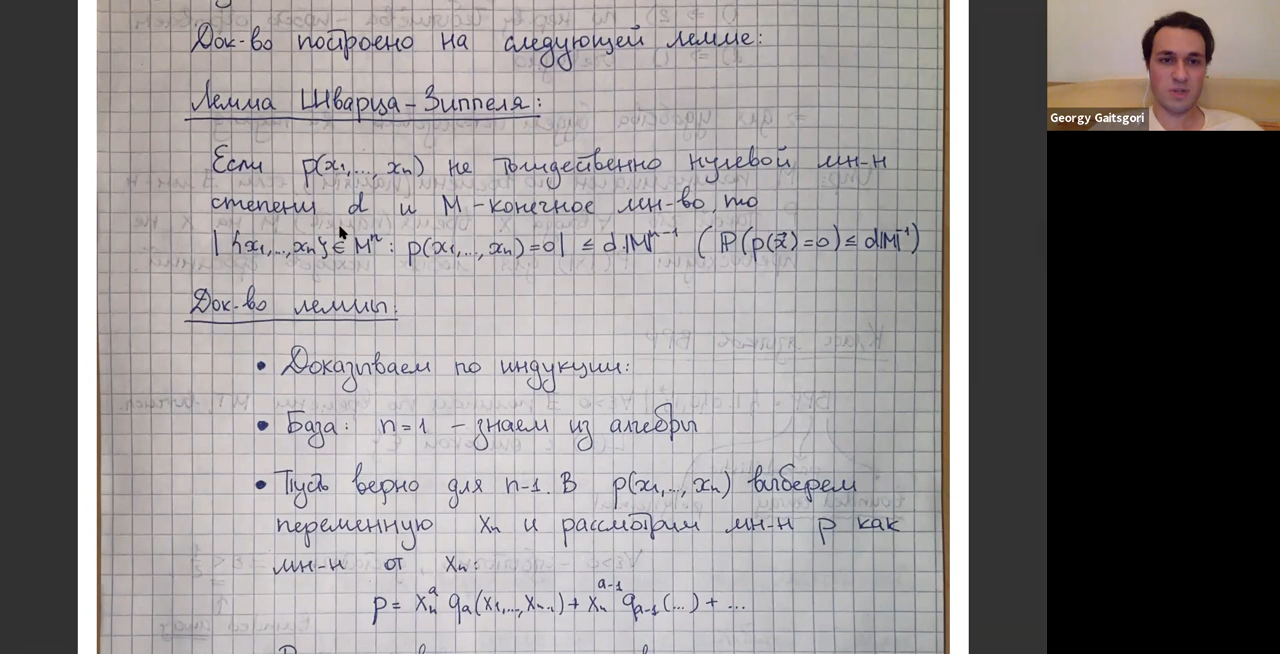 Док-во построено на следующей лемме:
Лемма Шварца-Зиппеля:
Если p(x₁,..., xₙ) не тождественно нулевой мн-н
степени d и M - конечное мн-во, то
|{x₁,...,xₙ}∈Mⁿ: p(x₁,...,xₙ)=0| ≤ d·|M|ⁿ⁻¹ (ℙ(p(x⃗)=0) ≤ d|M|⁻¹)
Док-во леммы:
• Доказываем по индукции:
• База: n=1 - знаем из алгебры
• Пусть верно для n-1. В p(x₁,..., xₙ) выберем
переменную xₙ и рассмотрим мн-н p как
мн-н от xₙ:
p = xₙᵃ qₐ(x₁,...,xₙ₋₁) + xₙᵃ⁻¹ qₐ₋₁(...) + ...
Georgy Gaitsgori